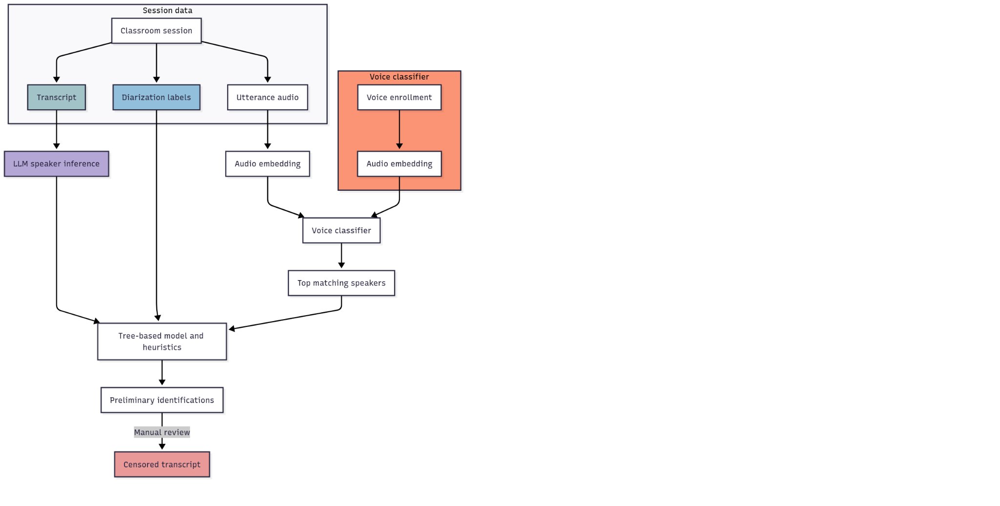 Session data
Classroom session
Voice classifier
Transcript
Diarization labels
Utterance audio
Voice enrollment
LLM speaker inference
Audio embedding
Audio embedding
Voice classifier
Top matching speakers
Tree-based model and
heuristics
Preliminary identifications
Manual review
Censored transcript